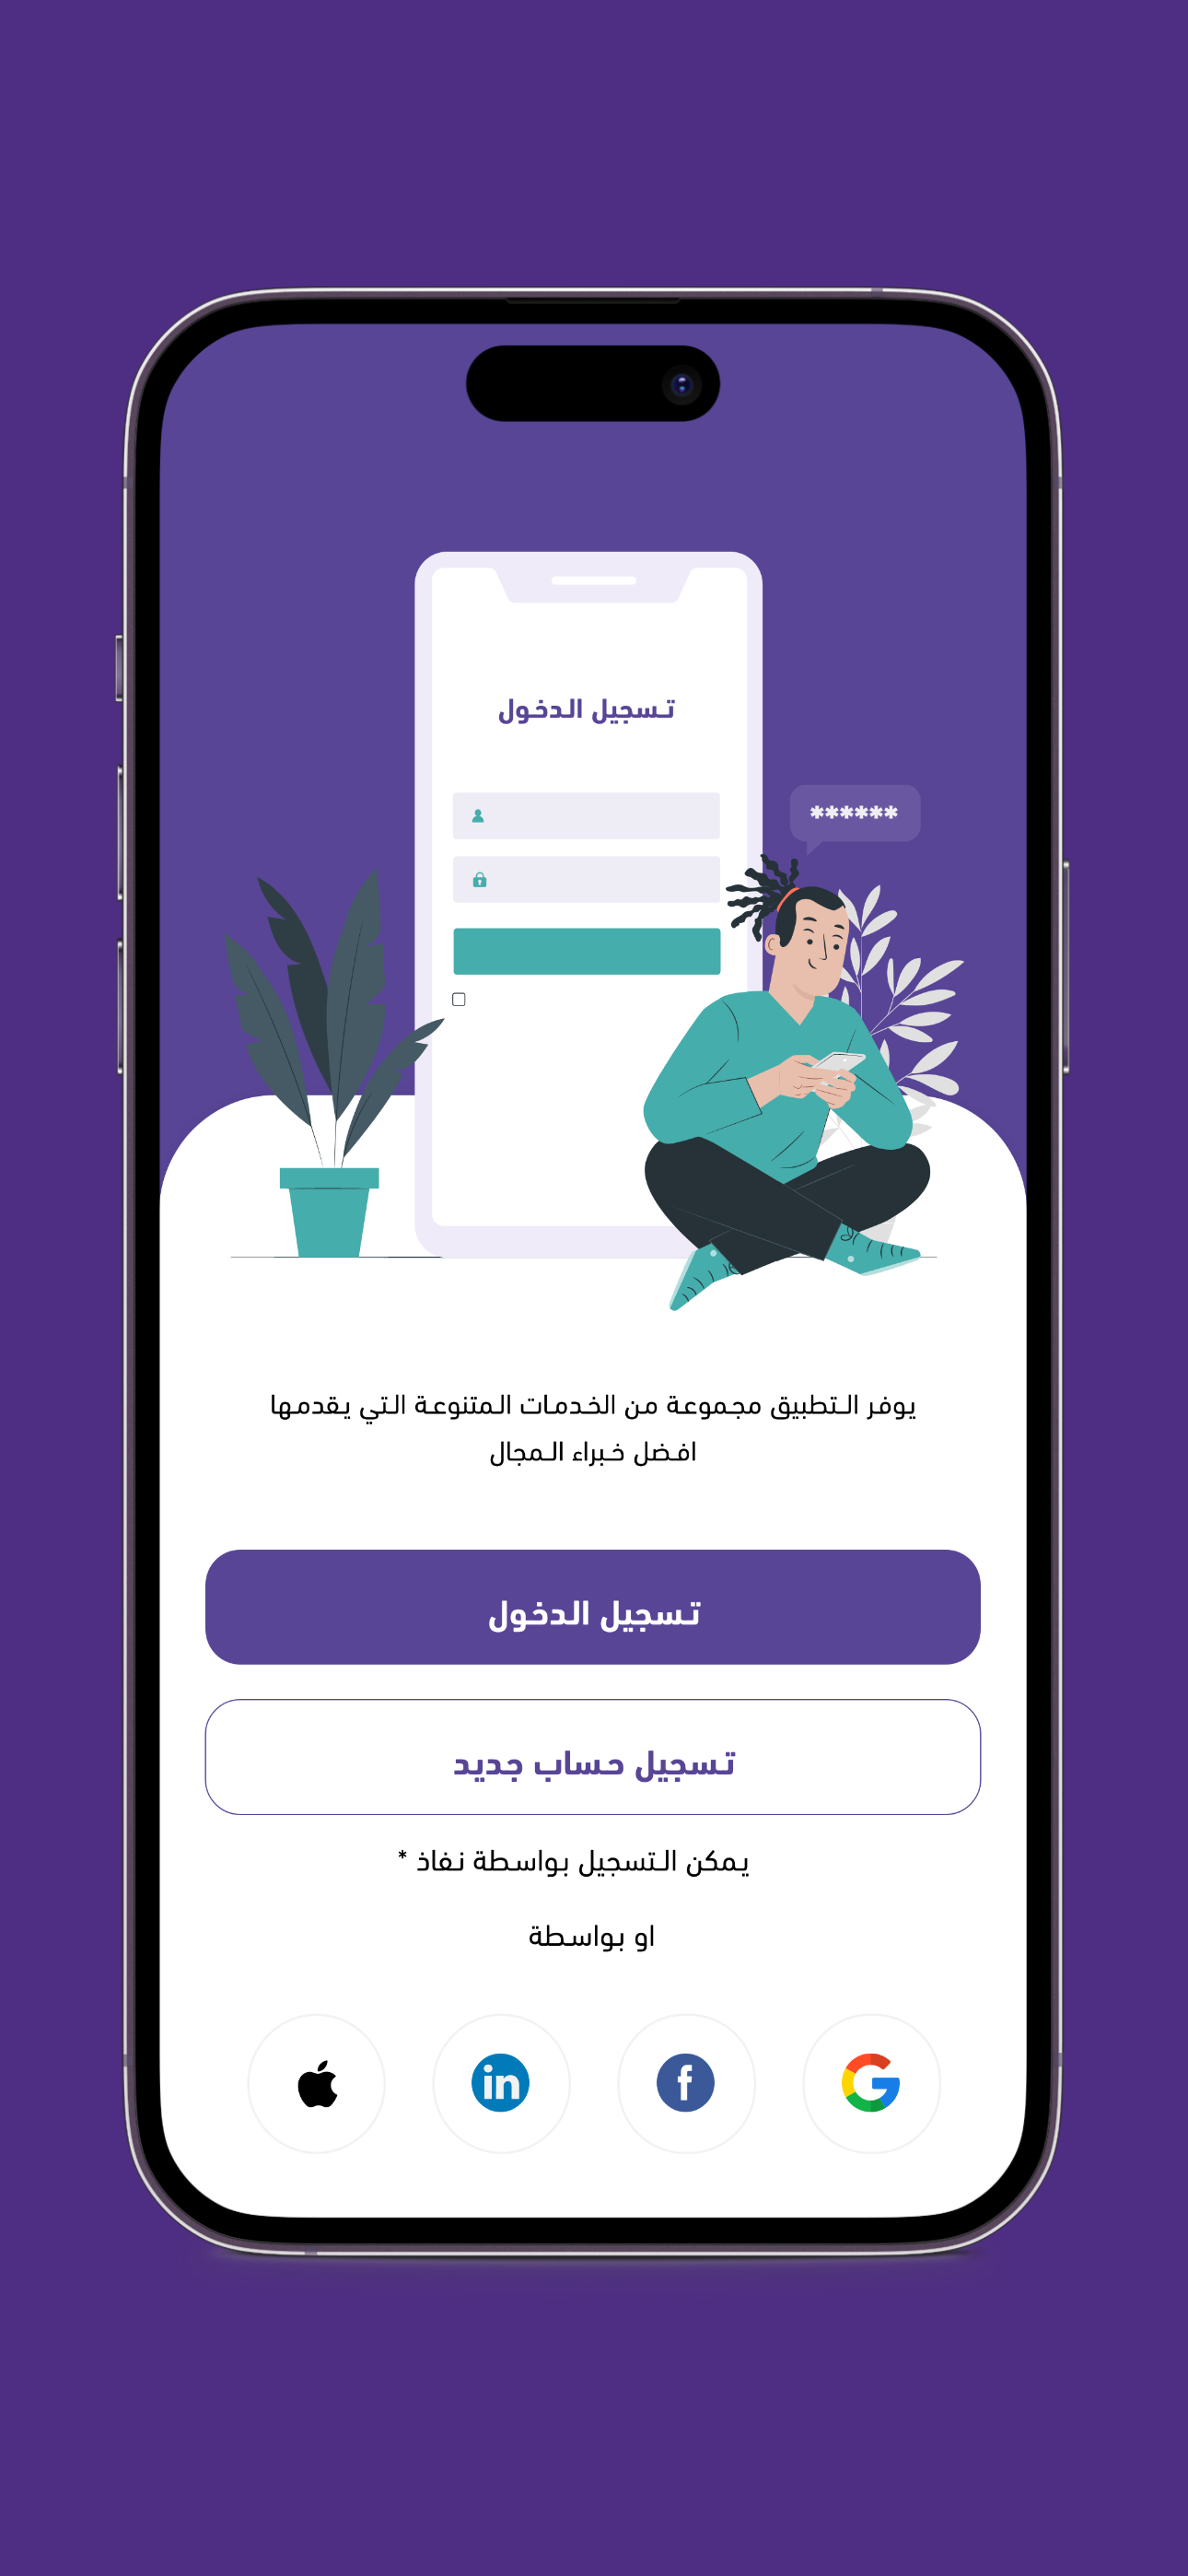 تسجيل الدخول
******
يوفر التطبيق مجموعة من الخدمات المتنوعة التي يقدمها
افضل خبراء المجال
تسجيل الدخول
تسجيل حساب جديد
يمكن التسجيل بواسطة نفاذ *
او بواسطة
in
f
G